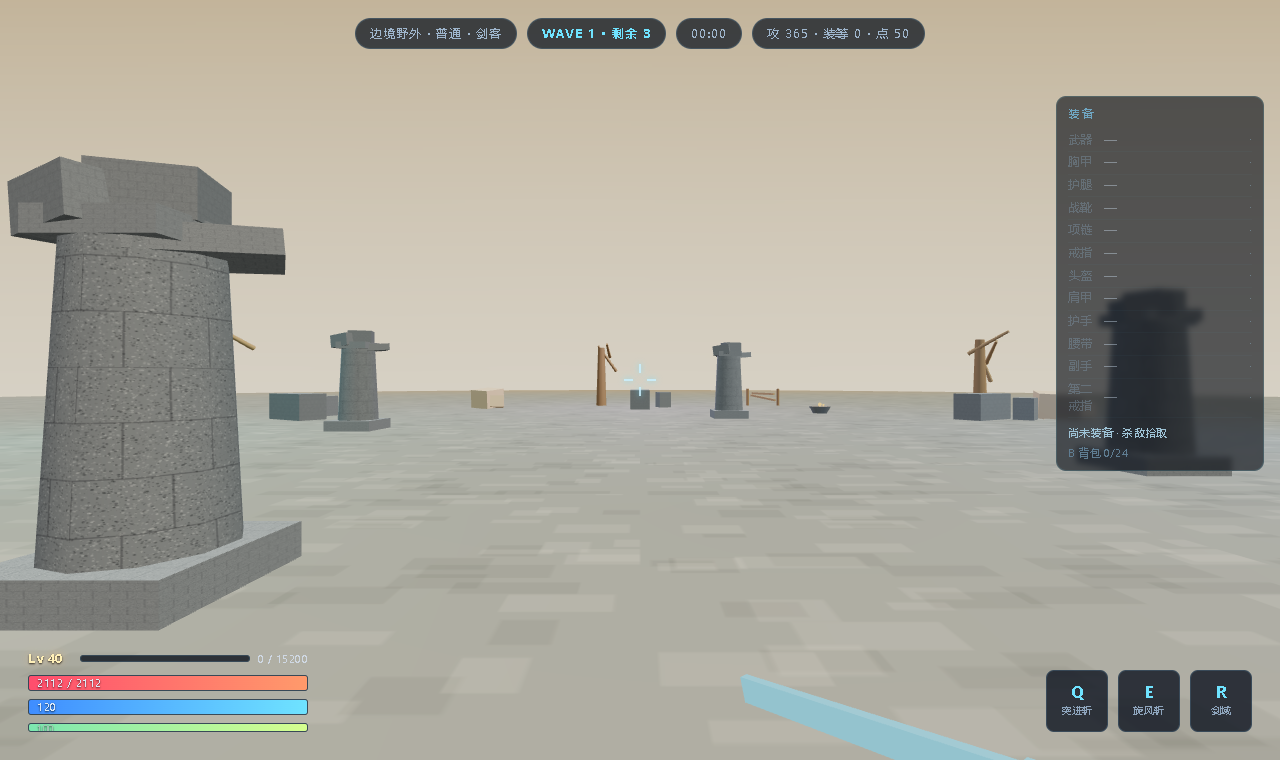 边境野外 · 普通 · 剑客
WAVE 1 · 剩余 3
00:00
攻 365 · 装等 0 · 点 50
装备
武器 —
胸甲 —
护腿 —
战靴 —
项链 —
戒指 —
头盔 —
肩甲 —
护手 —
腰带 —
副手 —
第二
戒指 —
尚未装备 · 杀敌拾取
B 背包 0/24
Lv 40
0 / 15200
2112 / 2112
120
Q
突进斩
E
旋风斩
R
剑域